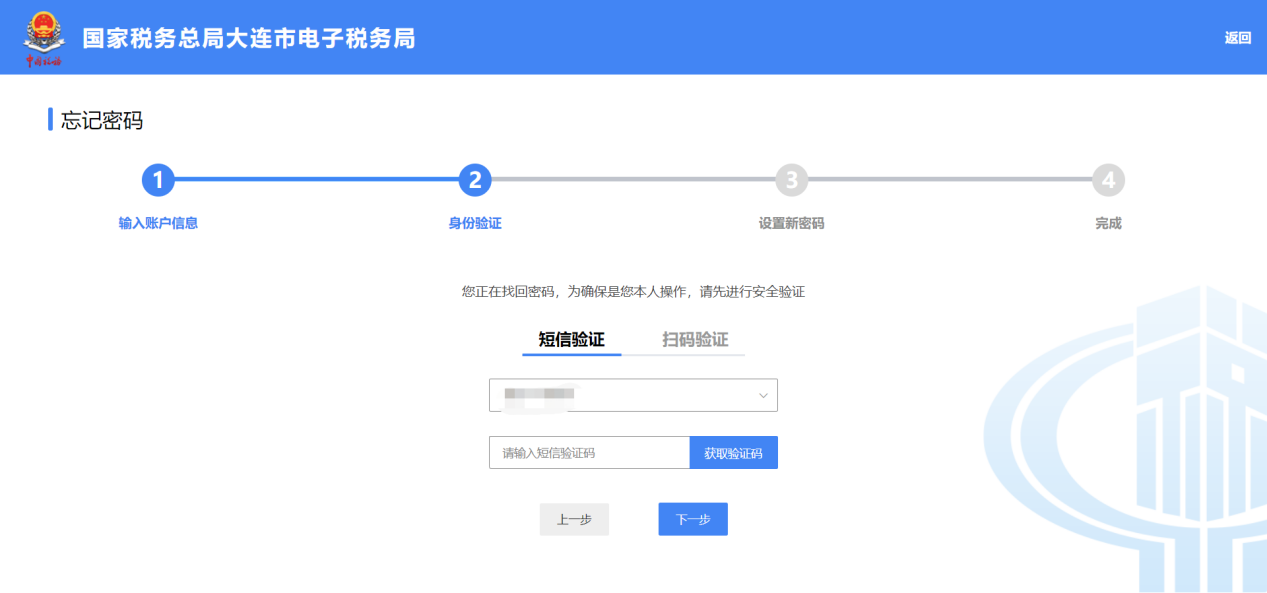 国家税务总局大连市电子税务局
返回
中国税务
忘记密码
1 2 3 4
输入账户信息 身份验证 设置新密码 完成
您正在找回密码，为确保是您本人操作，请先进行安全验证
短信验证 扫码验证
请输入短信验证码 获取验证码
上一步 下一步